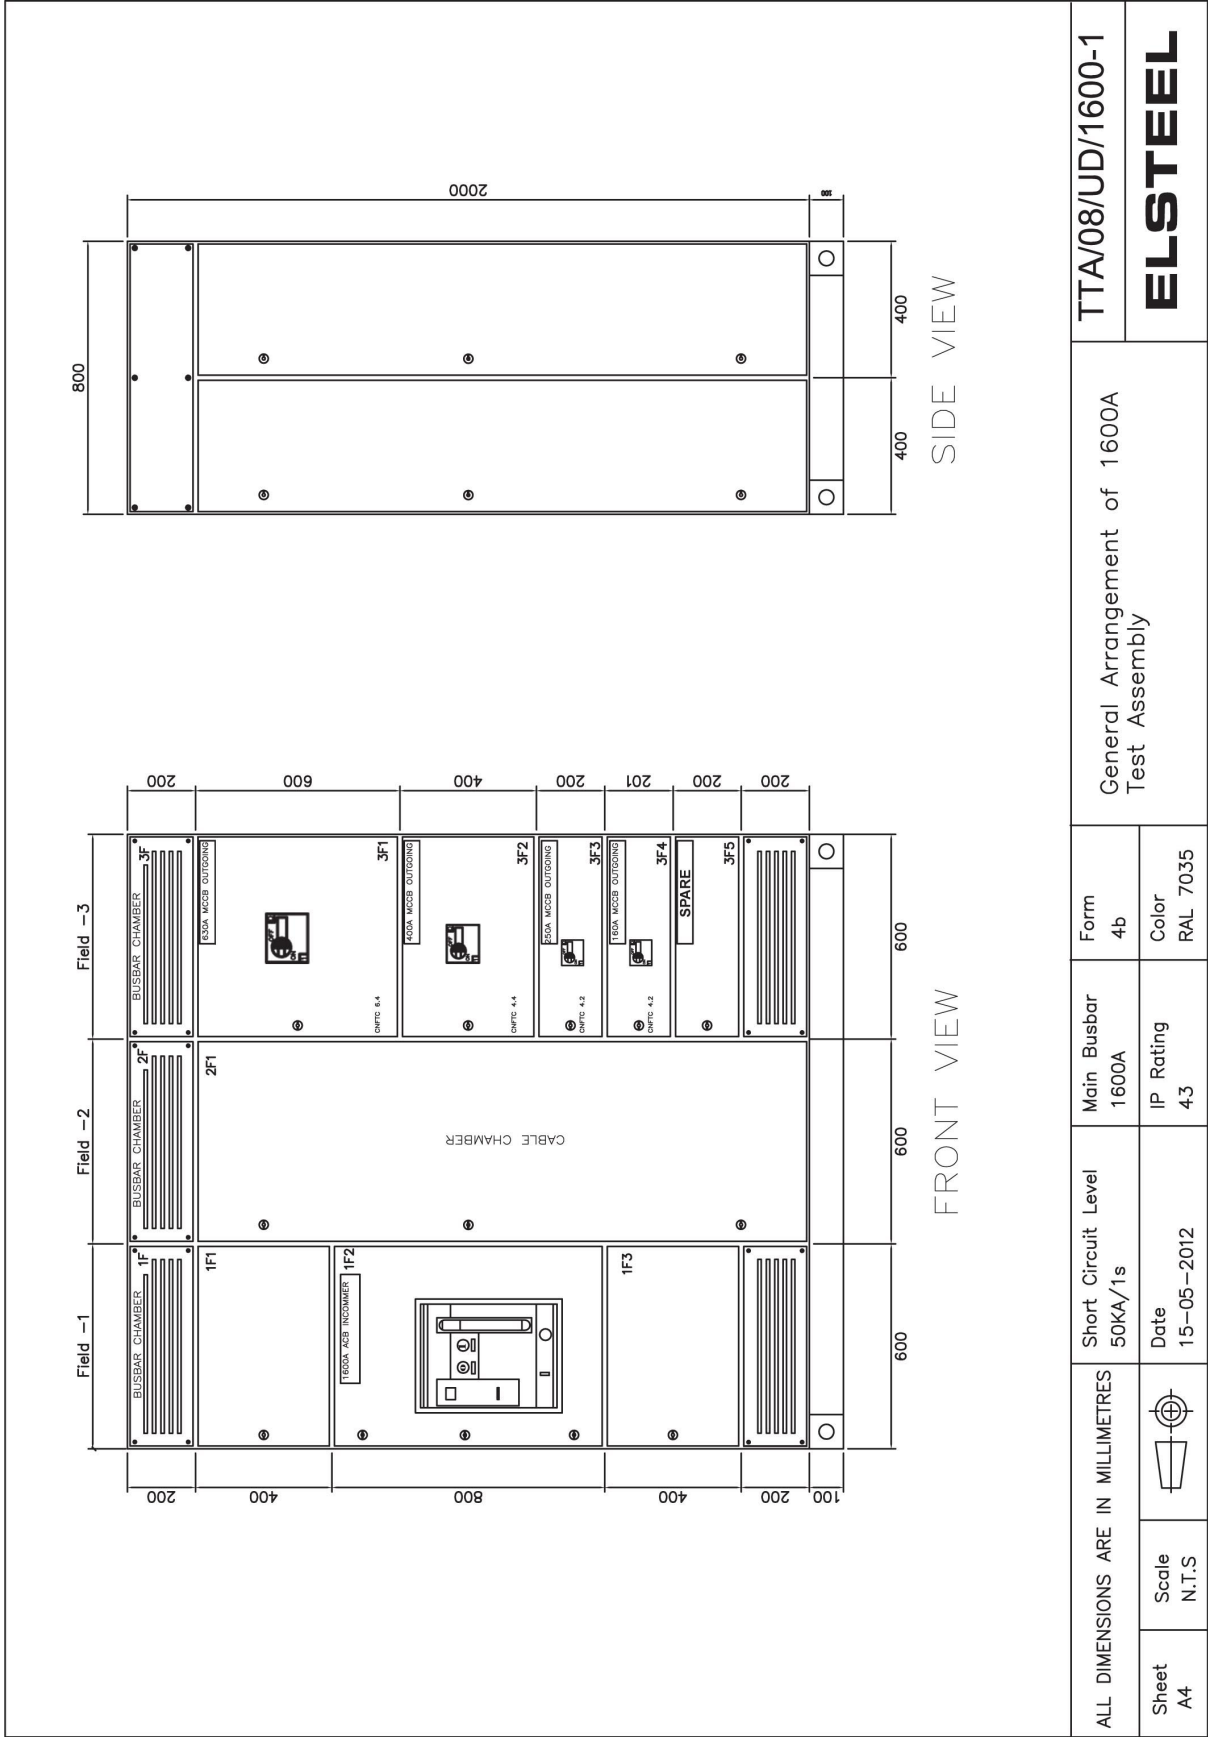 Field -1
Field -2
Field -3
BUSBAR CHAMBER
1F
BUSBAR CHAMBER
2F
BUSBAR CHAMBER
3F
1F1
1600A ACB INCOMMER
1F2
1F3
2F1
CABLE CHAMBER
630A MCCB OUTGOING
3F1
CNFTC 6.4
400A MCCB OUTGOING
3F2
CNFTC 4.4
250A MCCB OUTGOING
3F3
CNFTC 4.2
160A MCCB OUTGOING
3F4
CNFTC 4.2
SPARE
3F5
200
400
800
400
200
100
200
600
400
200
201
200
200
600
600
600
FRONT VIEW
800
2000
100
400
400
SIDE VIEW
ALL DIMENSIONS ARE IN MILLIMETRES
Sheet
A4
Scale
N.T.S
Short Circuit Level
50KA/1s
Date
15-05-2012
Main Busbar
1600A
IP Rating
43
Form
4b
Color
RAL 7035
General Arrangement of 1600A
Test Assembly
TTA/08/UD/1600-1
ELSTEEL